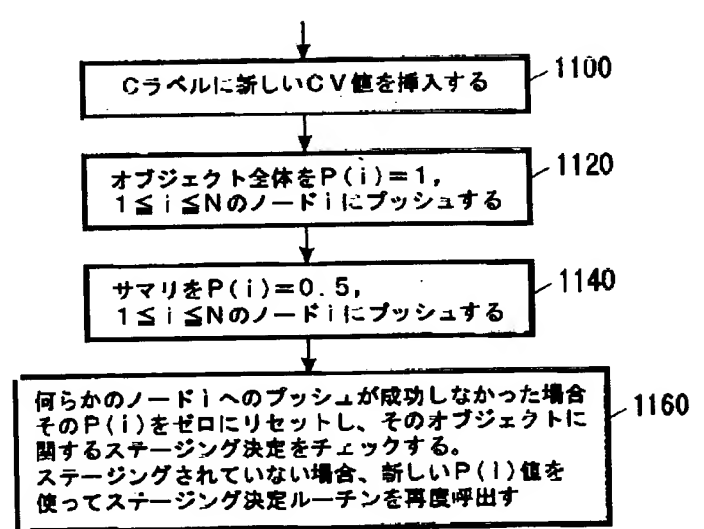 Cラベルに新しいCV値を挿入する
1100
オブジェクト全体をP(i)=1,
1≦i≦Nのノードiにプッシュする
1120
サマリをP(i)=0.5,
1≦i≦Nのノードiにプッシュする
1140
何らかのノードiへのプッシュが成功しなかった場合
そのP(i)をゼロにリセットし、そのオブジェクトに
関するステージング決定をチェックする。
ステージングされていない場合、新しいP(i)値を
使ってステージング決定ルーチンを再度呼出す
1160